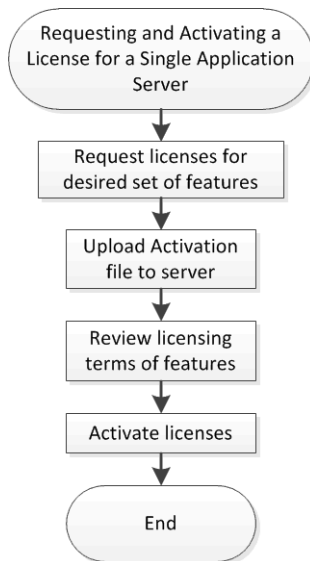 Requesting and Activating a
License for a Single Application
Server
Request licenses for
desired set of features
Upload Activation
file to server
Review licensing
terms of features
Activate licenses
End